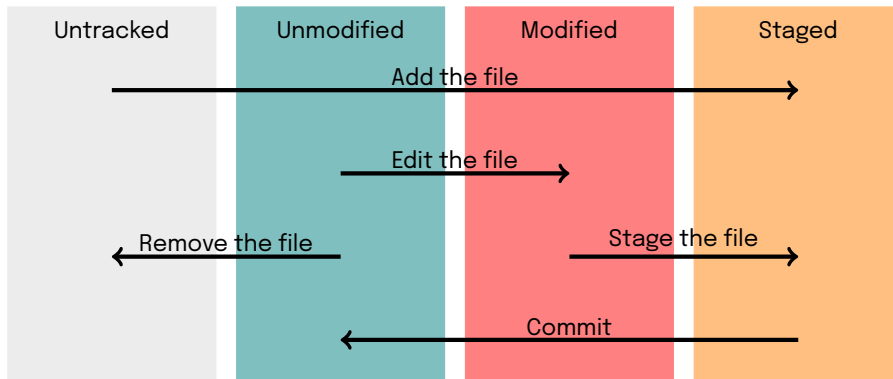 Untracked
Unmodified
Modified
Staged
Add the file
Edit the file
Remove the file
Stage the file
Commit